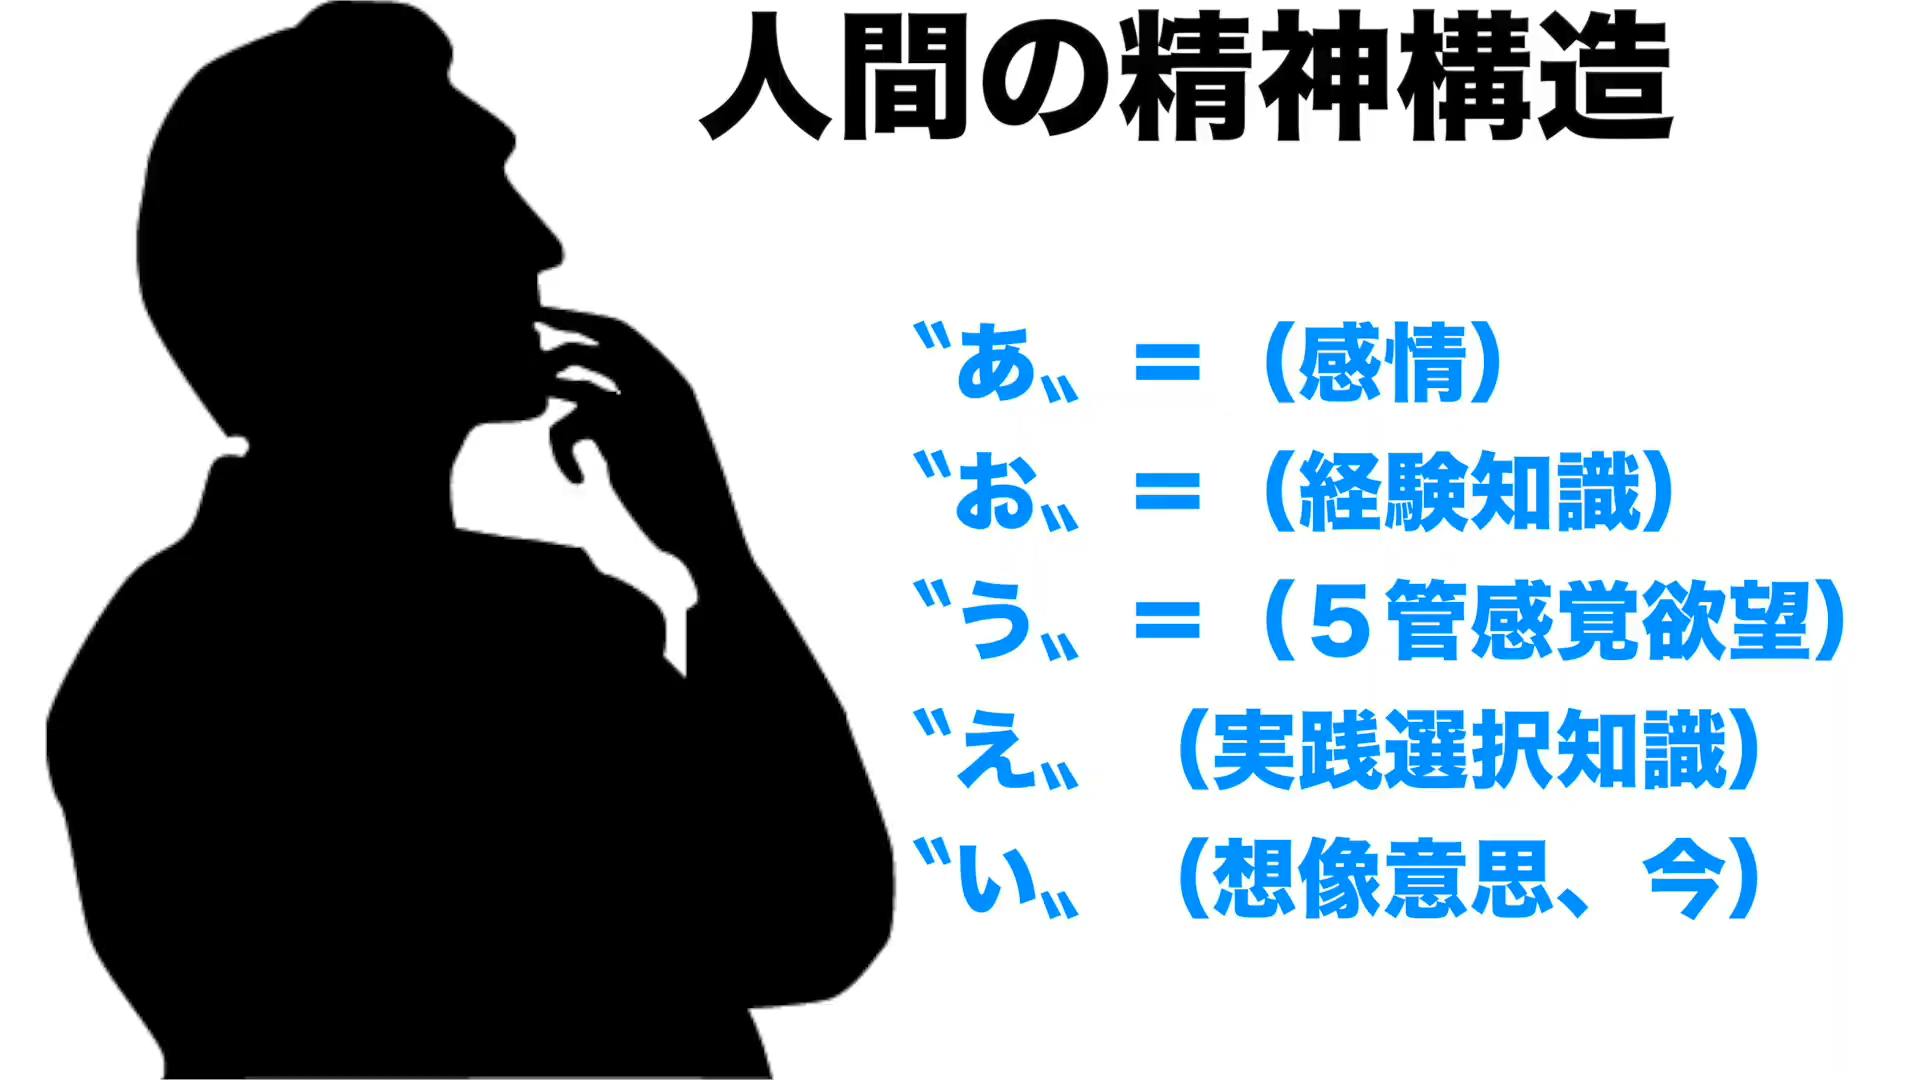 人間の精神構造
〝あ〟＝（感情）
〝お〟＝（経験知識）
〝う〟＝（５管感覚欲望）
〝え〟　（実践選択知識）
〝い〟　（想像意思、今）